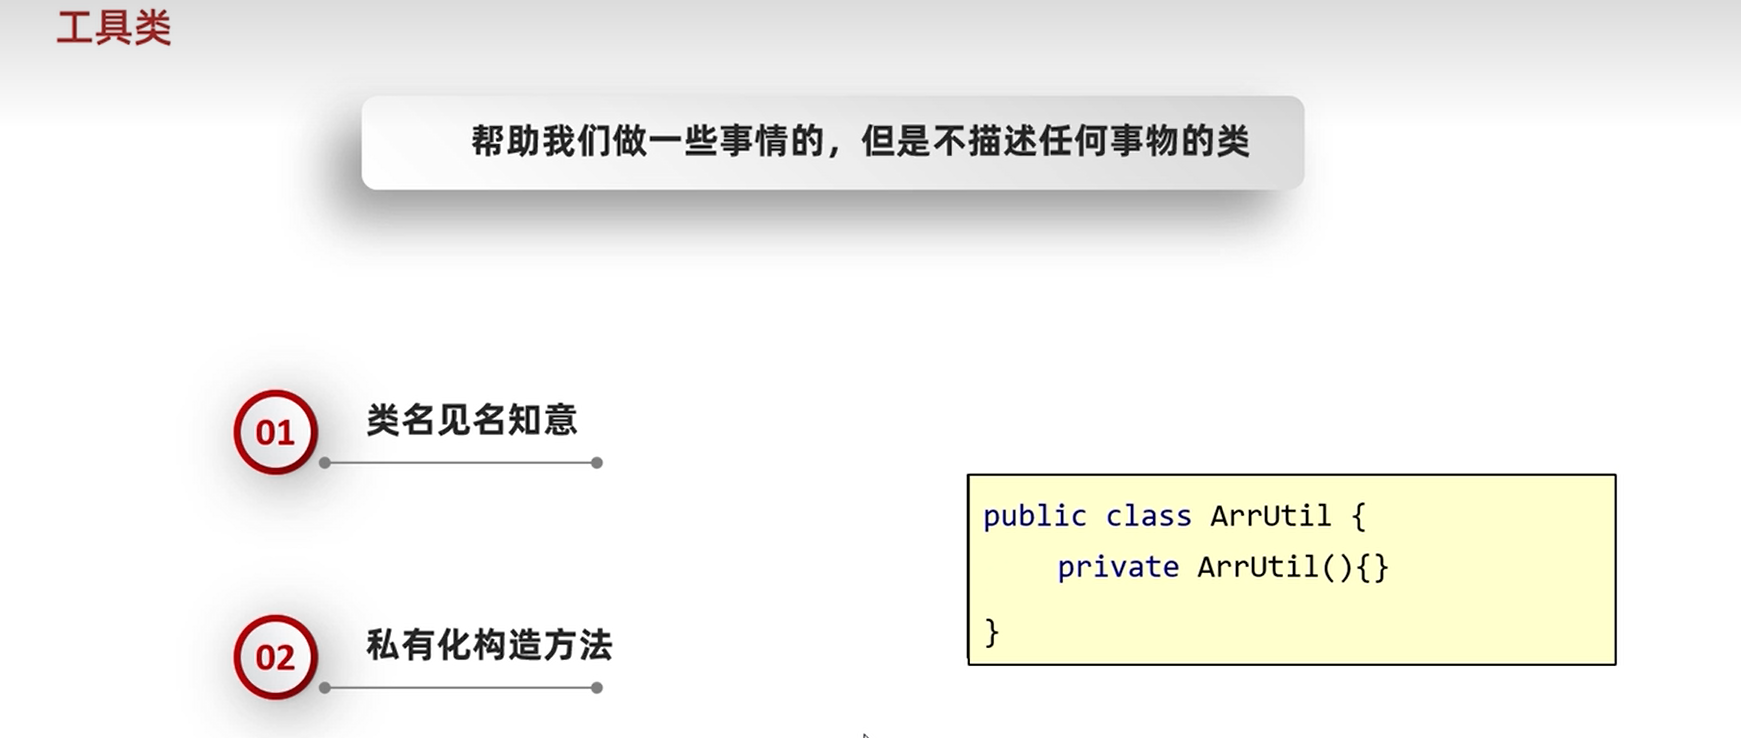 工具类
帮助我们做一些事情的，但是不描述任何事物的类
01
类名见名知意
02
私有化构造方法
public class ArrUtil {
private ArrUtil(){}
}